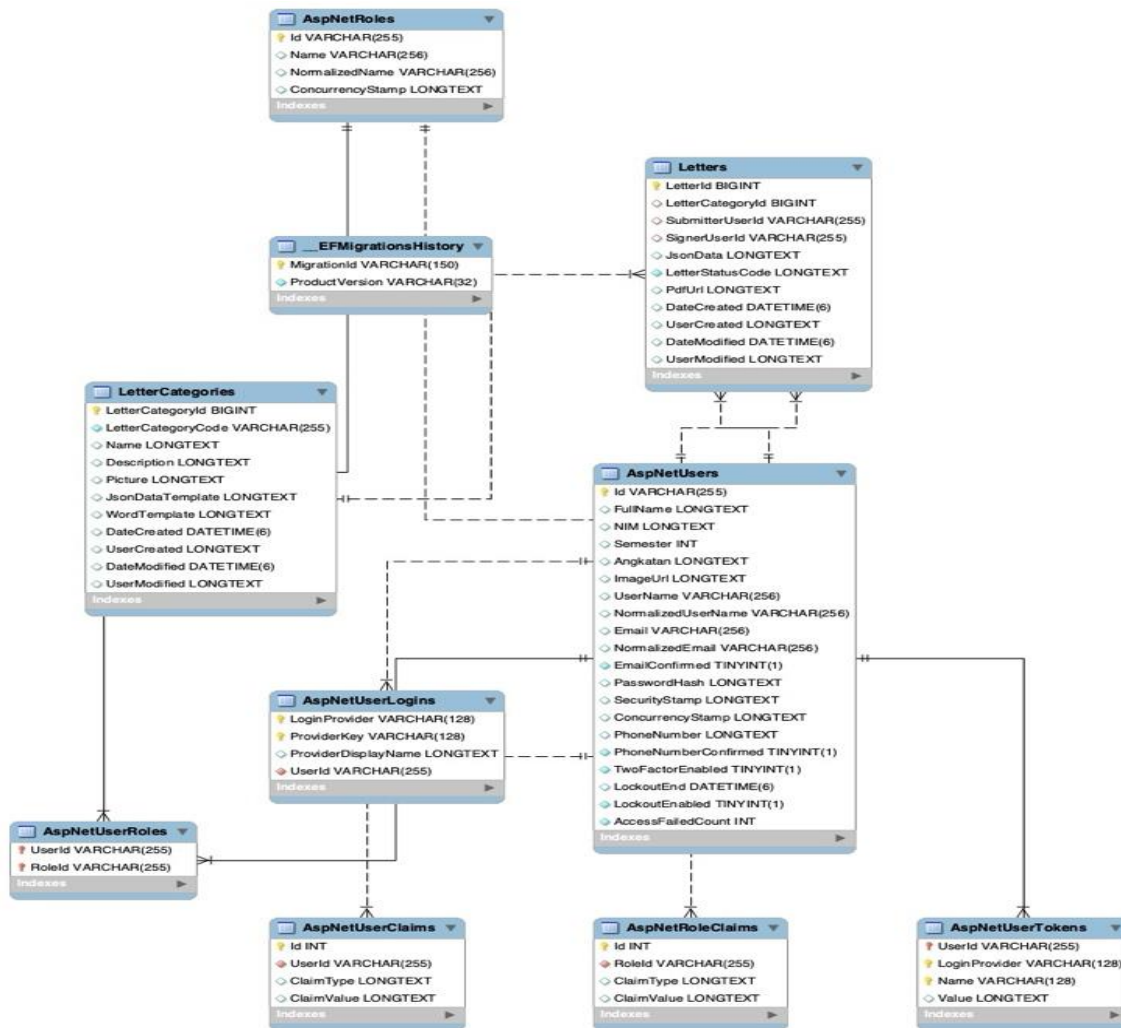 AspNetRoles
Id VARCHAR(255)
Name VARCHAR(256)
NormalizedName VARCHAR(256)
ConcurrencyStamp LONGTEXT
Indexes
Letters
LetterId BIGINT
LetterCategoryId BIGINT
SubmitterUserId VARCHAR(255)
SignerUserId VARCHAR(255)
JsonData LONGTEXT
LetterStatusCode LONGTEXT
PdfUrl LONGTEXT
DateCreated DATETIME(6)
UserCreated LONGTEXT
DateModified DATETIME(6)
UserModified LONGTEXT
Indexes
__EFMigrationsHistory
MigrationId VARCHAR(150)
ProductVersion VARCHAR(32)
Indexes
LetterCategories
LetterCategoryId BIGINT
LetterCategoryCode VARCHAR(255)
Name LONGTEXT
Description LONGTEXT
Picture LONGTEXT
JsonDataTemplate LONGTEXT
WordTemplate LONGTEXT
DateCreated DATETIME(6)
UserCreated LONGTEXT
DateModified DATETIME(6)
UserModified LONGTEXT
Indexes
AspNetUsers
Id VARCHAR(255)
FullName LONGTEXT
NIM LONGTEXT
Semester INT
Angkatan LONGTEXT
ImageUrl LONGTEXT
UserName VARCHAR(256)
NormalizedUserName VARCHAR(256)
Email VARCHAR(256)
NormalizedEmail VARCHAR(256)
EmailConfirmed TINYINT(1)
PasswordHash LONGTEXT
SecurityStamp LONGTEXT
ConcurrencyStamp LONGTEXT
PhoneNumber LONGTEXT
PhoneNumberConfirmed TINYINT(1)
TwoFactorEnabled TINYINT(1)
LockoutEnd DATETIME(6)
LockoutEnabled TINYINT(1)
AccessFailedCount INT
Indexes
AspNetUserLogins
LoginProvider VARCHAR(128)
ProviderKey VARCHAR(128)
ProviderDisplayName LONGTEXT
UserId VARCHAR(255)
Indexes
AspNetUserRoles
UserId VARCHAR(255)
RoleId VARCHAR(255)
Indexes
AspNetUserClaims
Id INT
UserId VARCHAR(255)
ClaimType LONGTEXT
ClaimValue LONGTEXT
Indexes
AspNetRoleClaims
Id INT
RoleId VARCHAR(255)
ClaimType LONGTEXT
ClaimValue LONGTEXT
Indexes
AspNetUserTokens
UserId VARCHAR(255)
LoginProvider VARCHAR(128)
Name VARCHAR(128)
Value LONGTEXT
Indexes